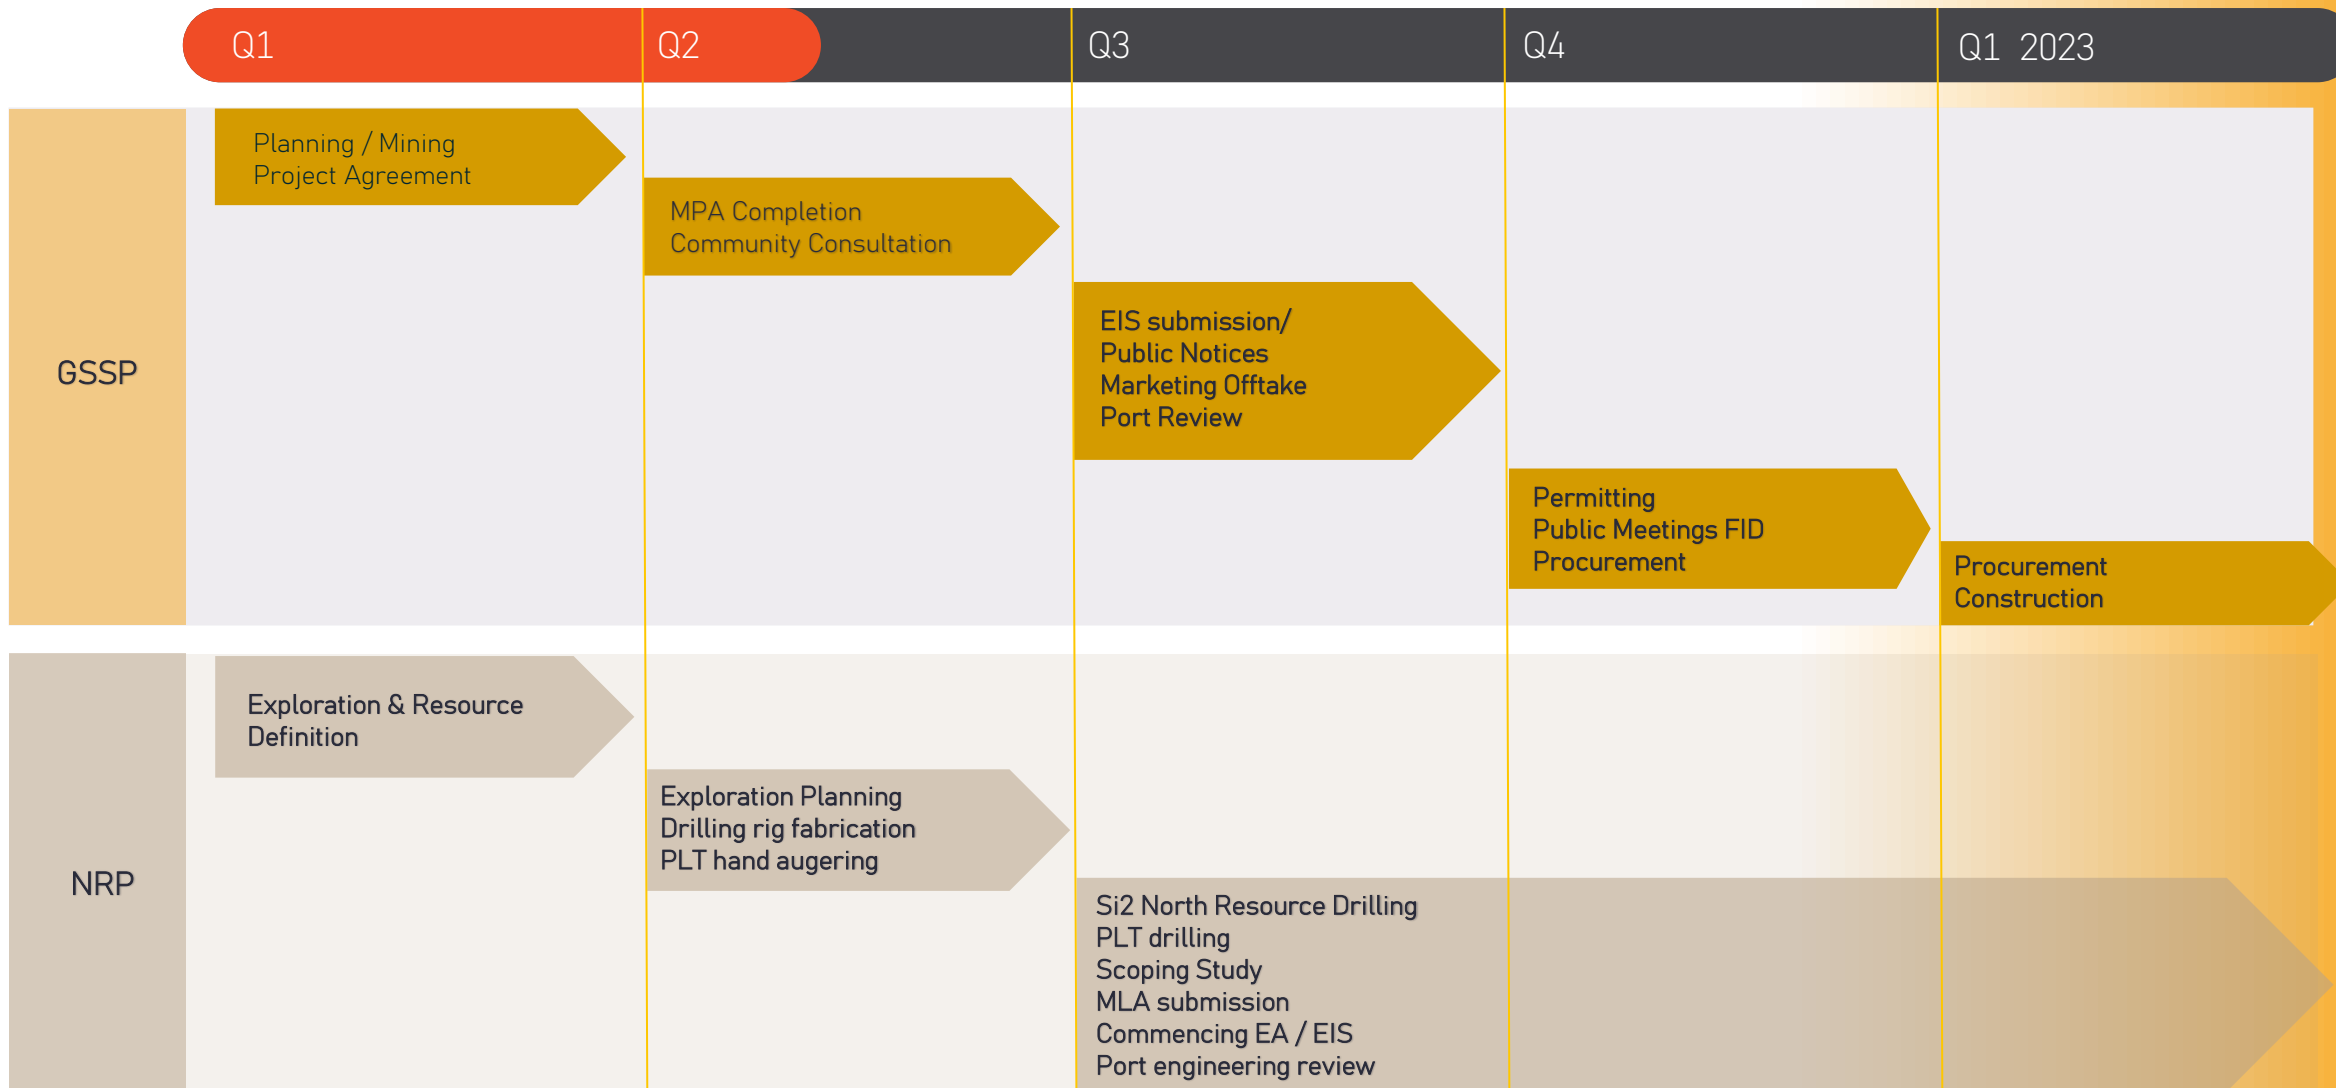 Q1
Q2
Q3
Q4
Q1 2023
GSSP
Planning / Mining
Project Agreement
MPA Completion
Community Consultation
EIS submission/
Public Notices
Marketing Offtake
Port Review
Permitting
Public Meetings FID
Procurement
Procurement
Construction
NRP
Exploration & Resource
Definition
Exploration Planning
Drilling rig fabrication
PLT hand augering
Si2 North Resource Drilling
PLT drilling
Scoping Study
MLA submission
Commencing EA / EIS
Port engineering review